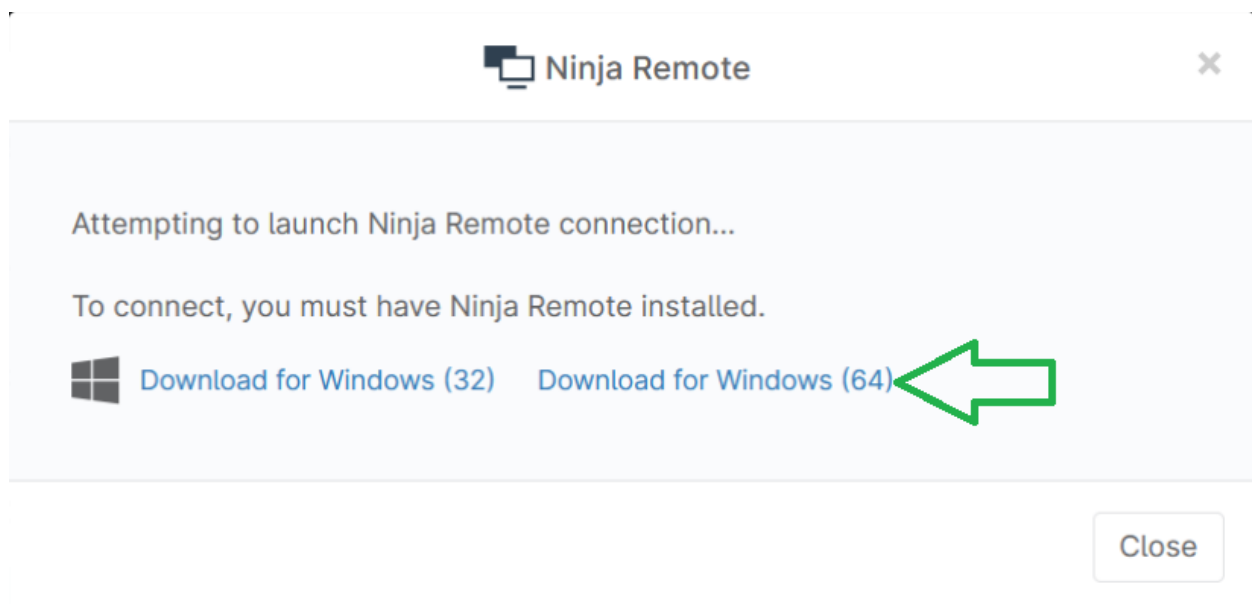 Ninja Remote
Attempting to launch Ninja Remote connection...
To connect, you must have Ninja Remote installed.
Download for Windows (32) Download for Windows (64)
Close